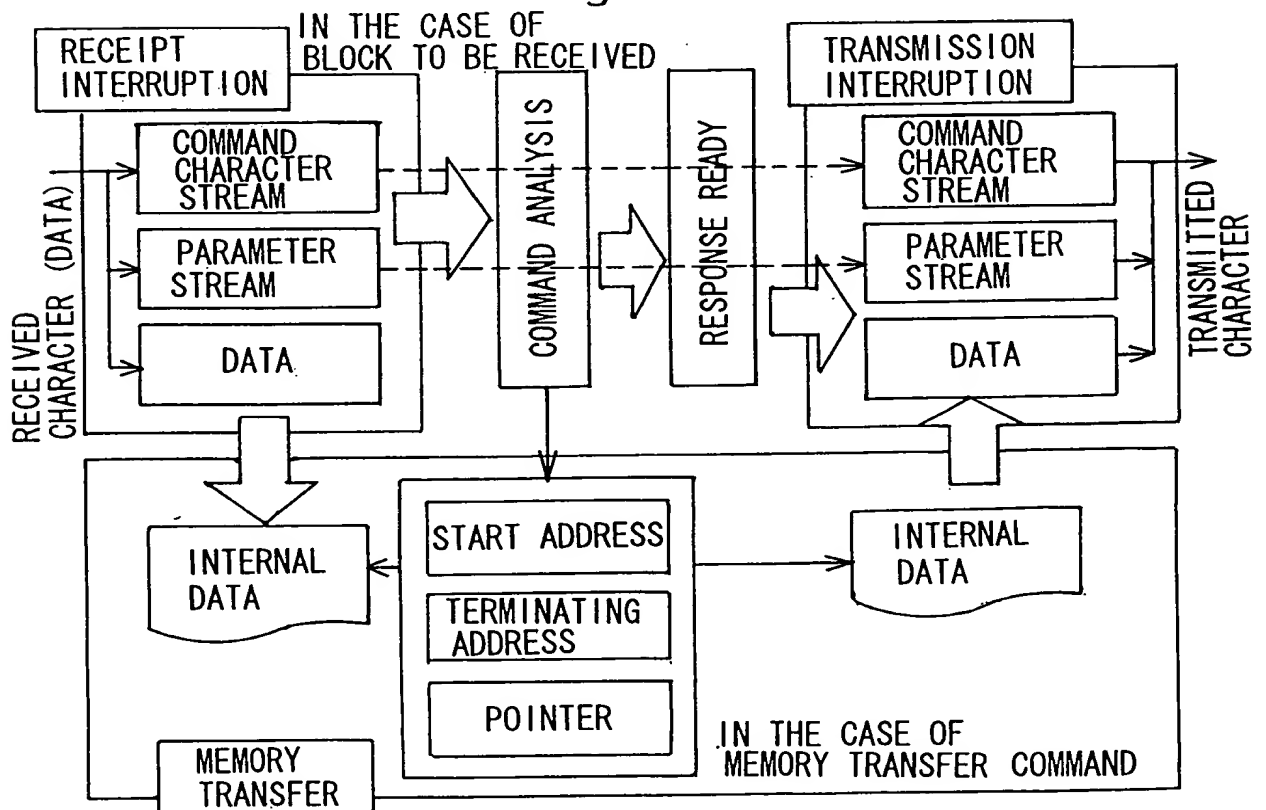 RECEIPT
INTERRUPTION
IN THE CASE OF
BLOCK TO BE RECEIVED
TRANSMISSION
INTERRUPTION
RECEIVED
CHARACTER (DATA)
COMMAND
CHARACTER
STREAM
PARAMETER
STREAM
DATA
COMMAND ANALYSIS
RESPONSE READY
COMMAND
CHARACTER
STREAM
PARAMETER
STREAM
DATA
TRANSMITTED
CHARACTER
INTERNAL
DATA
START ADDRESS
TERMINATING
ADDRESS
POINTER
INTERNAL
DATA
IN THE CASE OF
MEMORY TRANSFER COMMAND
MEMORY
TRANSFER